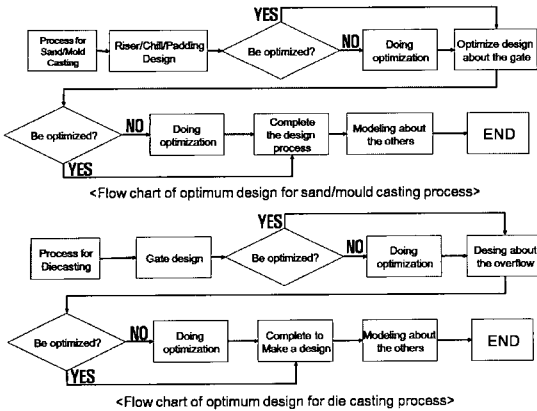 YES
Process for
Sand/Mold
Casting
Riser/Chill/Padding
Design
Be optimized?
NO
Doing
optimization
Optimize design
about the gate
Be optimized?
NO
Doing
optimization
Complete
the design
process
Modeling about
the others
END
YES
<Flow chart of optimum design for sand/mould casting process>
YES
Process for
Diecasting
Gate design
Be optimized?
NO
Doing
optimization
Desing about
the overflow
Be optimized?
NO
Doing
optimization
Complete to
Make a design
Modeling about
the others
END
YES
<Flow chart of optimum design for die casting process>